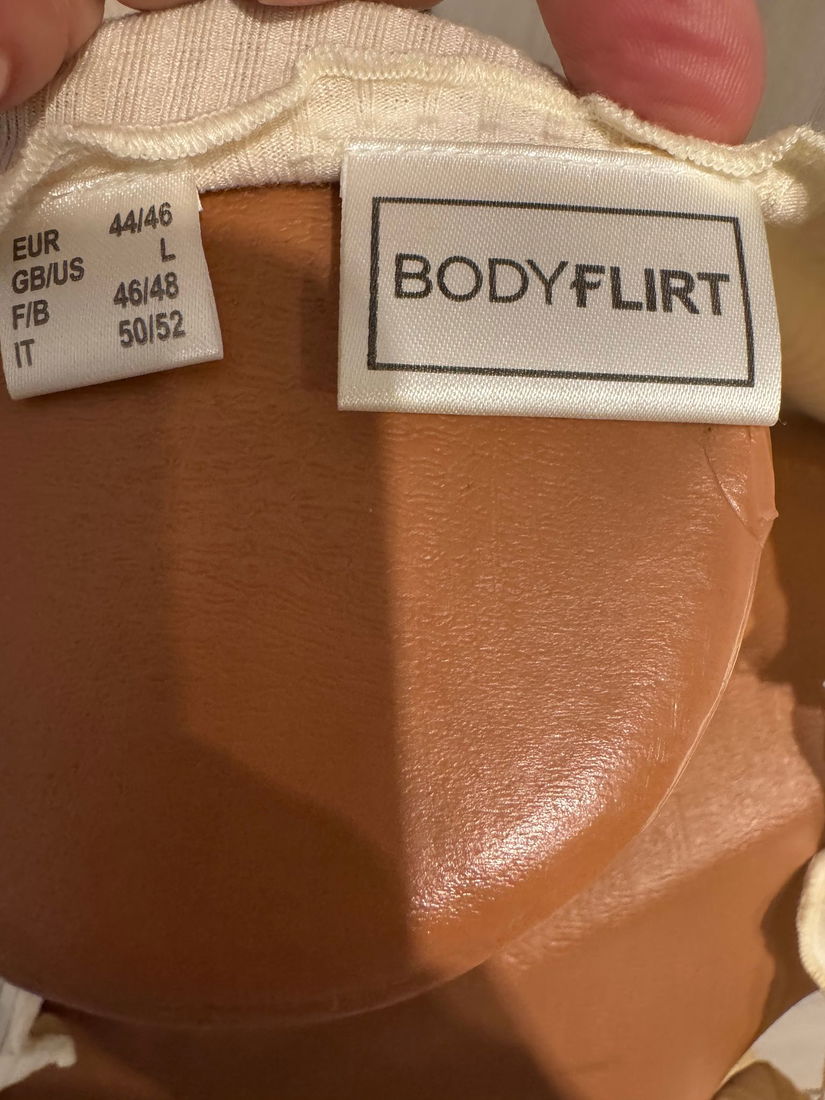 EUR 44/46
GB/US L
F/B 46/48
IT 50/52
BODYFLIRT